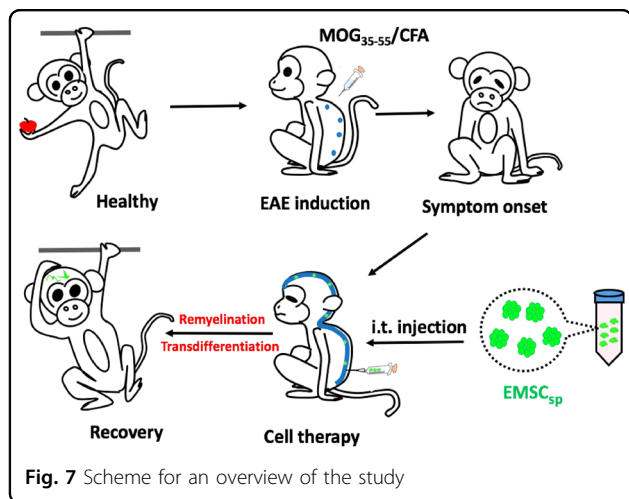 MOG35-55/CFA
Healthy
EAE induction
Symptom onset
Remyelination
Transdifferentiation
i.t. injection
EMSCsp
Recovery
Cell therapy
Fig. 7 Scheme for an overview of the study